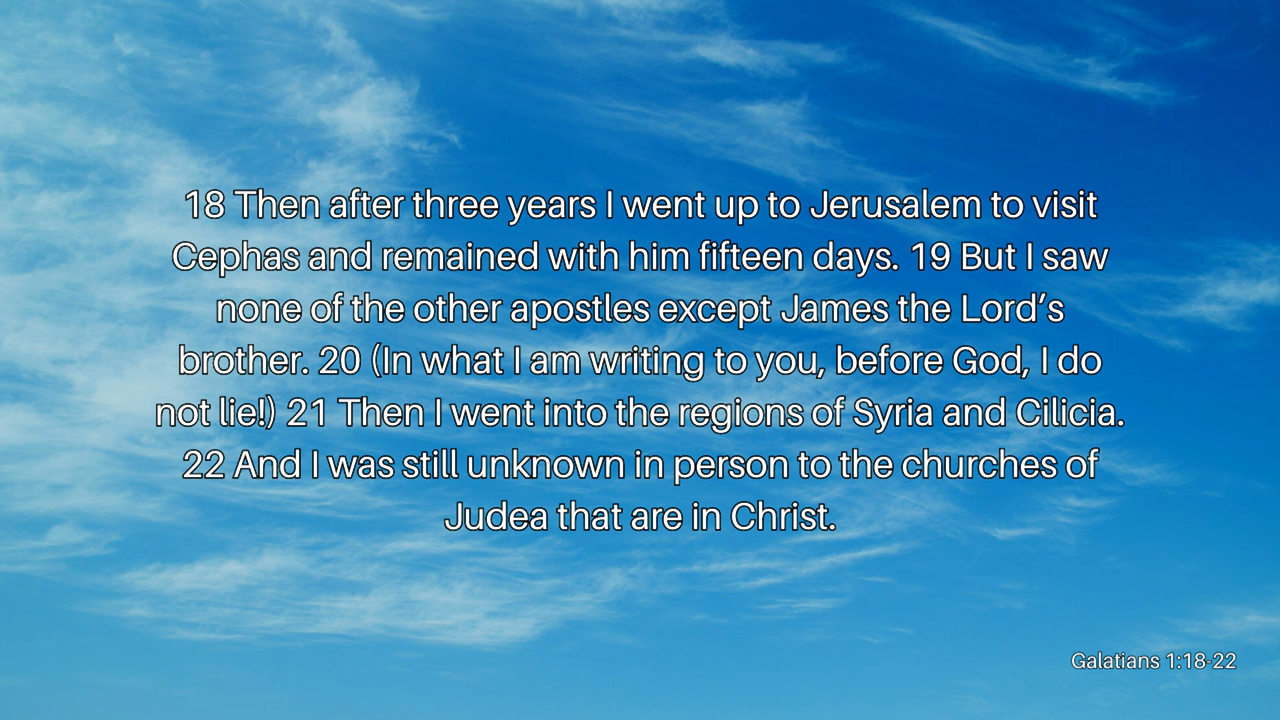 18 Then after three years I went up to Jerusalem to visit
Cephas and remained with him fifteen days. 19 But I saw
none of the other apostles except James the Lord’s
brother. 20 (In what I am writing to you, before God, I do
not lie!) 21 Then I went into the regions of Syria and Cilicia.
22 And I was still unknown in person to the churches of
Judea that are in Christ.
Galatians 1:18-22